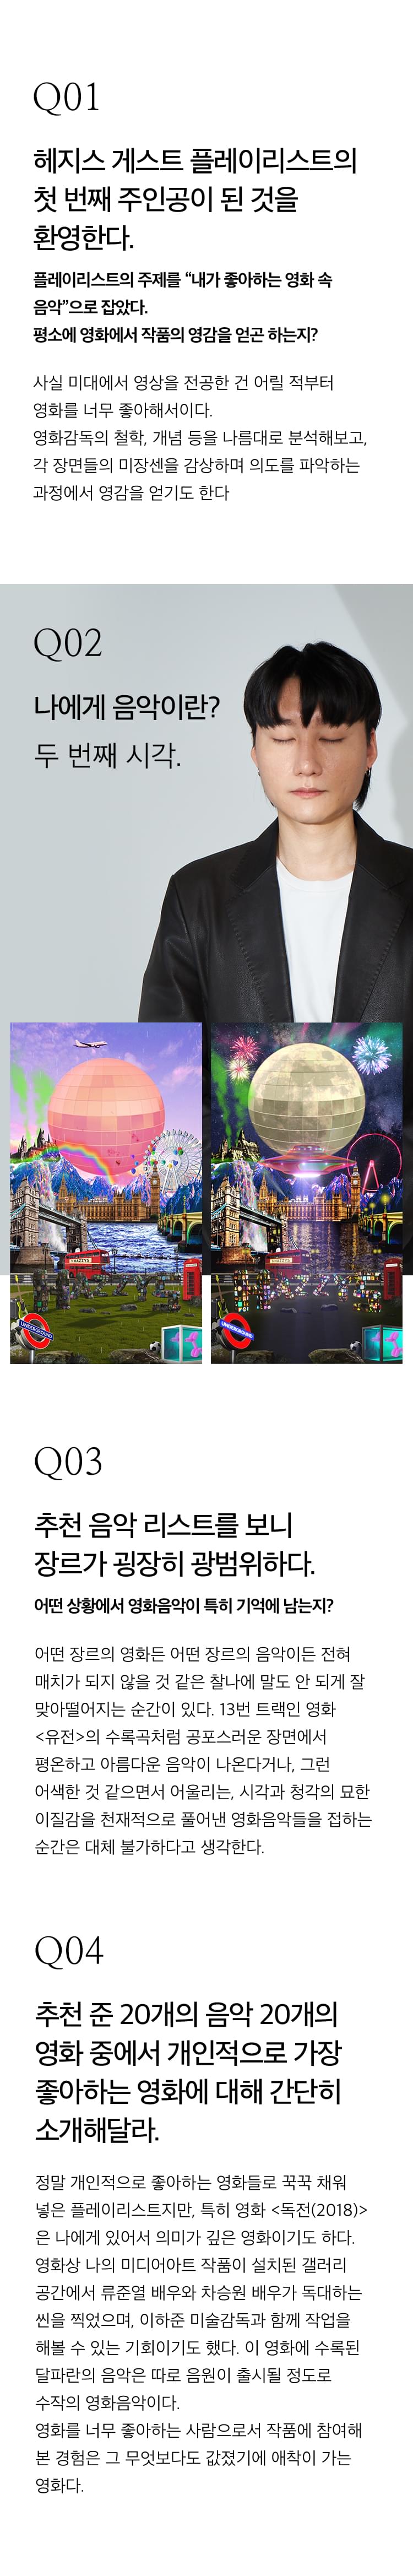 Q01
헤지스 게스트 플레이리스트의
첫 번째 주인공이 된 것을
환영한다.
플레이리스트의 주제를 “내가 좋아하는 영화 속
음악”으로 잡았다.
평소에 영화에서 작품의 영감을 얻곤 하는지?
사실 미대에서 영상을 전공한 건 어릴 적부터
영화를 너무 좋아해서이다.
영화감독의 철학, 개념 등을 나름대로 분석해보고,
각 장면들의 미장센을 감상하며 의도를 파악하는
과정에서 영감을 얻기도 한다
Q02
나에게 음악이란?
두 번째 시각.
UNDERGROUND
UNDERGROUND
Q03
추천 음악 리스트를 보니
장르가 굉장히 광범위하다.
어떤 상황에서 영화음악이 특히 기억에 남는지?
어떤 장르의 영화든 어떤 장르의 음악이든 전혀
매치가 되지 않을 것 같은 찰나에 말도 안 되게 잘
맞아떨어지는 순간이 있다. 13번 트랙인 영화
<유전>의 수록곡처럼 공포스러운 장면에서
평온하고 아름다운 음악이 나온다거나, 그런
어색한 것 같으면서 어울리는, 시각과 청각의 묘한
이질감을 천재적으로 풀어낸 영화음악들을 접하는
순간은 대체 불가하다고 생각한다.
Q04
추천 준 20개의 음악 20개의
영화 중에서 개인적으로 가장
좋아하는 영화에 대해 간단히
소개해달라.
정말 개인적으로 좋아하는 영화들로 꾹꾹 채워
넣은 플레이리스트지만, 특히 영화 <독전(2018)>
은 나에게 있어서 의미가 깊은 영화이기도 하다.
영화상 나의 미디어아트 작품이 설치된 갤러리
공간에서 류준열 배우와 차승원 배우가 독대하는
씬을 찍었으며, 이하준 미술감독과 함께 작업을
해볼 수 있는 기회이기도 했다. 이 영화에 수록된
달파란의 음악은 따로 음원이 출시될 정도로
수작의 영화음악이다.
영화를 너무 좋아하는 사람으로서 작품에 참여해
본 경험은 그 무엇보다도 값졌기에 애착이 가는
영화다.